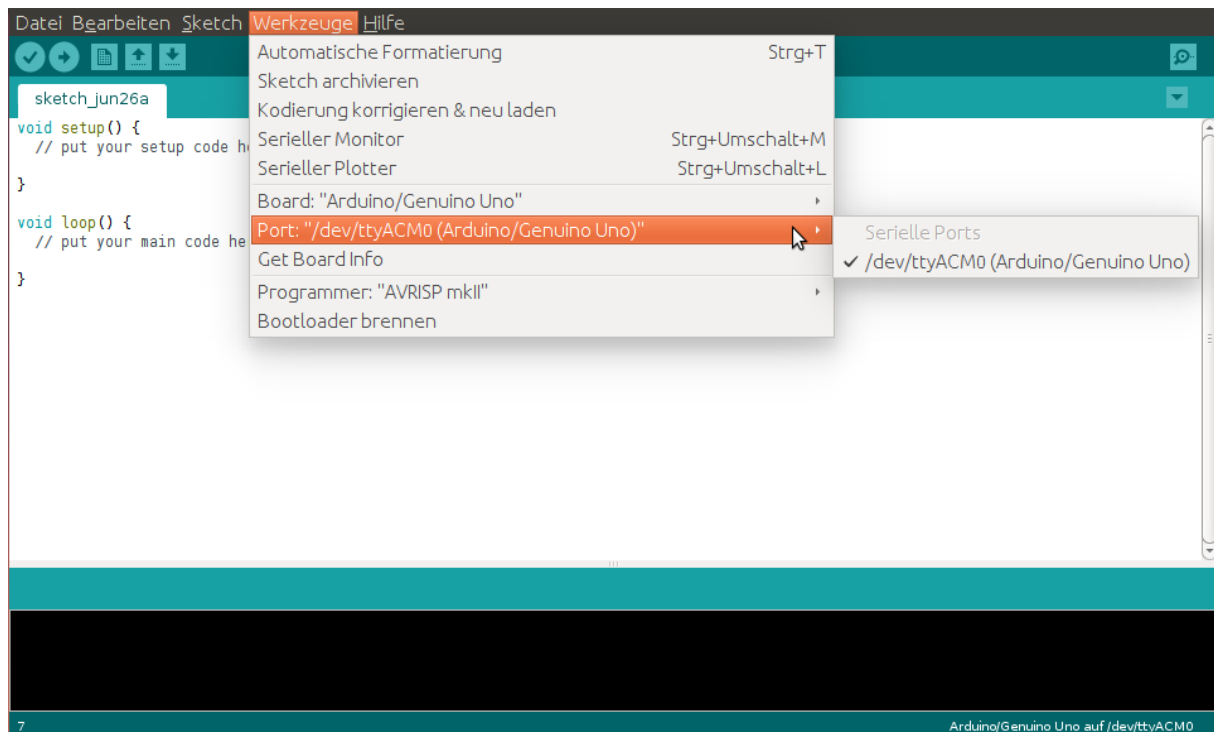 Datei Bearbeiten Sketch Werkzeuge Hilfe
sketch_jun26a
Automatische Formatierung Strg+T
Sketch archivieren
Kodierung korrigieren & neu laden
Serieller Monitor Strg+Umschalt+M
Serieller Plotter Strg+Umschalt+L
Board: "Arduino/Genuino Uno"
Port: "/dev/ttyACM0 (Arduino/Genuino Uno)"
Get Board Info
Programmer: "AVRISP mkII"
Bootloader brennen
Serielle Ports
/dev/ttyACM0 (Arduino/Genuino Uno)
void setup() {
// put your setup code
}
void loop() {
// put your main code he
}
7 Arduino/Genuino Uno auf /dev/ttyACM0